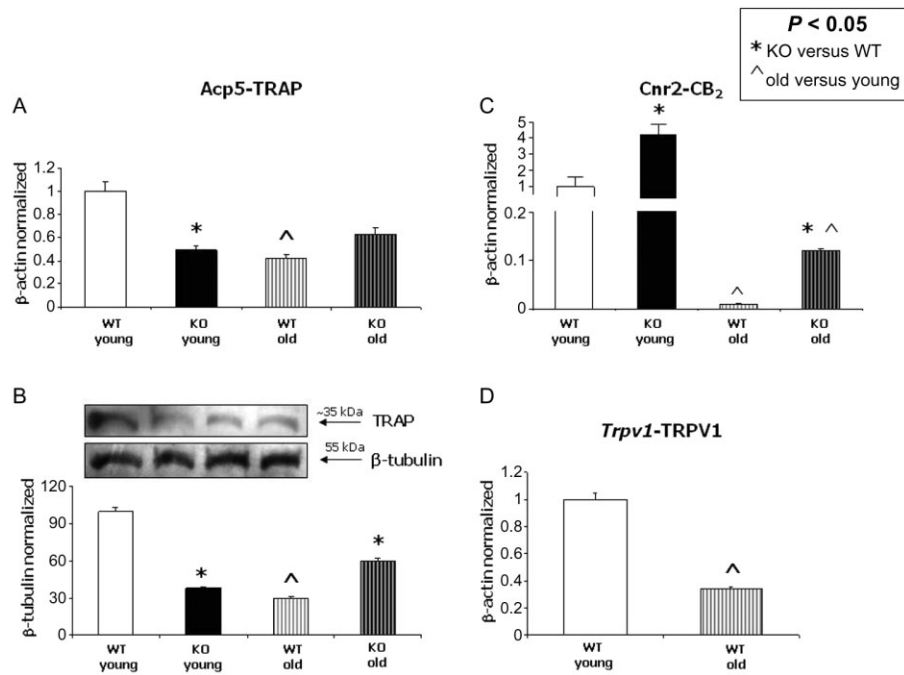 P < 0.05
* KO versus WT
^ old versus young
Acp5-TRAP
A
β-actin normalized
1.2
1
0.8
0.6
0.4
0.2
0
*
^
WT young
KO young
WT old
KO old
Cnr2-CB₂
C
β-actin normalized
5
4
3
2
1
0.2
0.1
0
*
^
* ^
WT young
KO young
WT old
KO old
B
~35 kDa
TRAP
55 kDa
β-tubulin
β-tubulin normalized
120
90
60
30
0
*
^
*
WT young
KO young
WT old
KO old
D
Trpv1-TRPV1
β-actin normalized
1.2
1
0.8
0.6
0.4
0.2
0
^
WT young
WT old